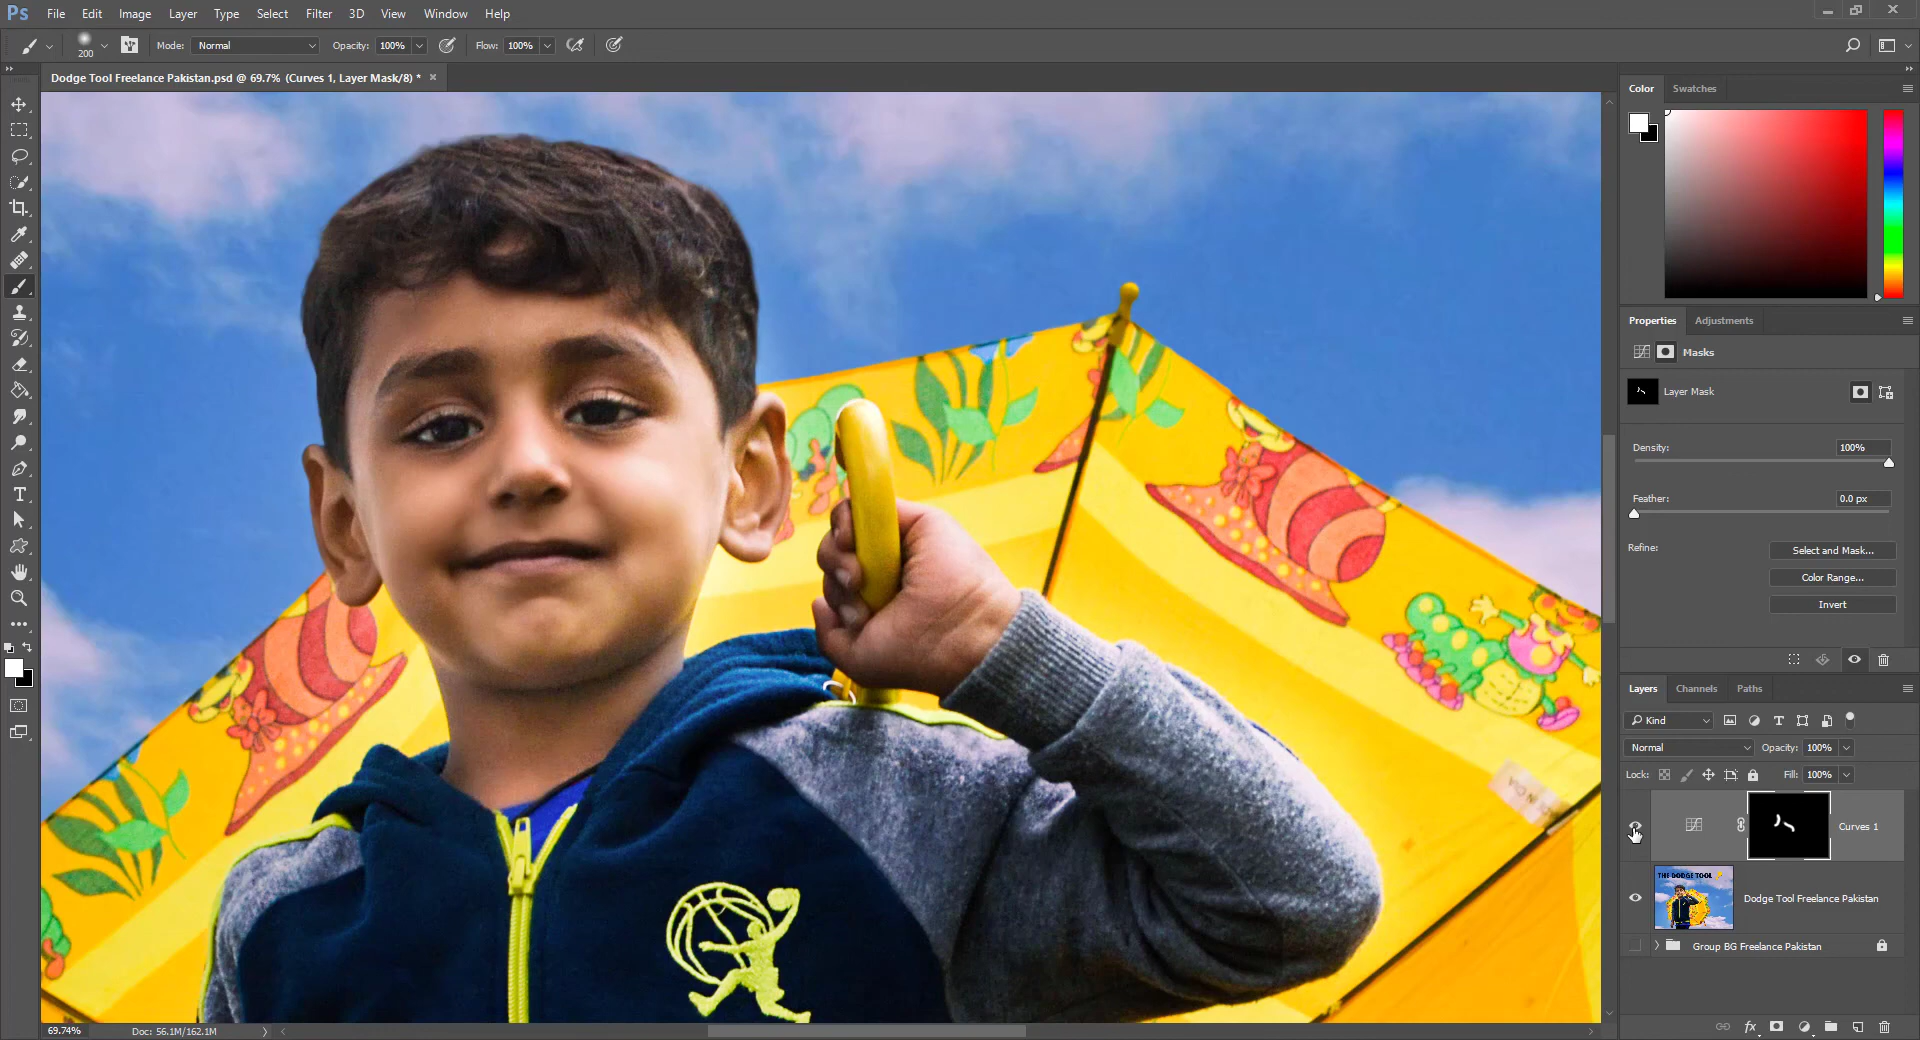 Ps File Edit Image Layer Type Select Filter 3D View Window Help
200 Mode: Normal Opacity: 100% Flow: 100%
Dodge Tool Freelance Pakistan.psd @ 69.7% (Curves 1, Layer Mask/8) * ×
Color Swatches
Properties Adjustments
Masks
Layer Mask
Density: 100%
Feather: 0.0 px
Refine: Select and Mask...
Color Range...
Invert
Layers Channels Paths
Kind
Normal Opacity: 100%
Lock: Fill: 100%
Curves 1
THE DODGE TOOL
Dodge Tool Freelance Pakistan
Group BG Freelance Pakistan
69.74% Doc: 56.1M/162.1M